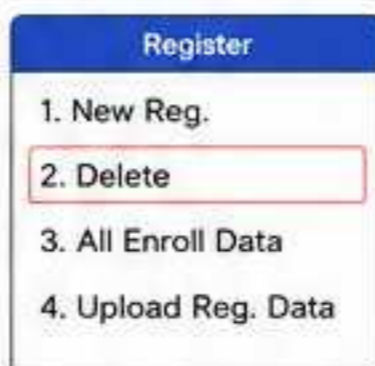 Register
1. New Reg.
2. Delete
3. All Enroll Data
4. Upload Reg. Data